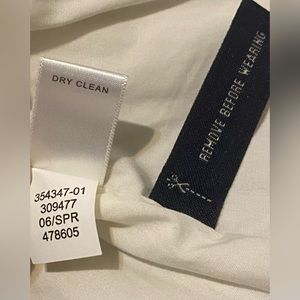 DRY CLEAN
REMOVE BEFORE WEARING
354347-01
309477
06/SPR
478605